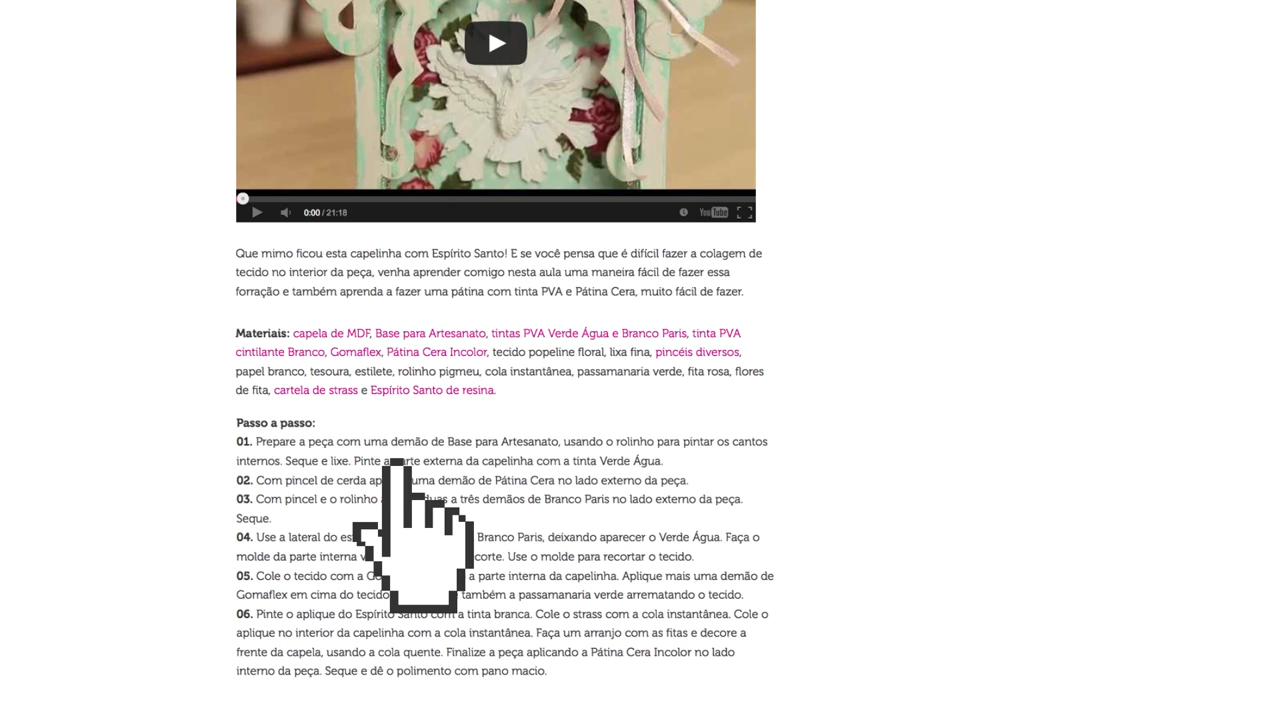 0:00 / 21:18
YouTube
Que mimo ficou esta capelinha com Espírito Santo! E se você pensa que é difícil fazer a colagem de
tecido no interior da peça, venha aprender comigo nesta aula uma maneira fácil de fazer essa
forração e também aprenda a fazer uma pátina com tinta PVA e Pátina Cera, muito fácil de fazer.
Materiais: capela de MDF, Base para Artesanato, tintas PVA Verde Água e Branco Paris, tinta PVA
cintilante Branco, Gomaflex, Pátina Cera Incolor, tecido popeline floral, lixa fina, pincéis diversos,
papel branco, tesoura, estilete, rolinho pigmeu, cola instantânea, passamanaria verde, fita rosa, flores
de fita, cartela de strass e Espírito Santo de resina.
Passo a passo:
01. Prepare a peça com uma demão de Base para Artesanato, usando o rolinho para pintar os cantos
internos. Seque e lixe. Pinte a parte externa da capelinha com a tinta Verde Água.
02. Com pincel de cerda uma demão de Pátina Cera no lado externo da peça.
03. Com pincel e o rolinho duas a três demãos de Branco Paris no lado externo da peça.
Seque.
04. Use a lateral do Branco Paris, deixando aparecer o Verde Água. Faça o
molde da parte interna corte. Use o molde para recortar o tecido.
05. Cole o tecido com a a parte interna da capelinha. Aplique mais uma demão de
Gomaflex em cima do tecido também a passamanaria verde arrematando o tecido.
06. Pinte o aplique do Espírito Santo com a tinta branca. Cole o strass com a cola instantânea. Cole o
aplique no interior da capelinha com a cola instantânea. Faça um arranjo com as fitas e decore a
frente da capela, usando a cola quente. Finalize a peça aplicando a Pátina Cera Incolor no lado
interno da peça. Seque e dê o polimento com pano macio.